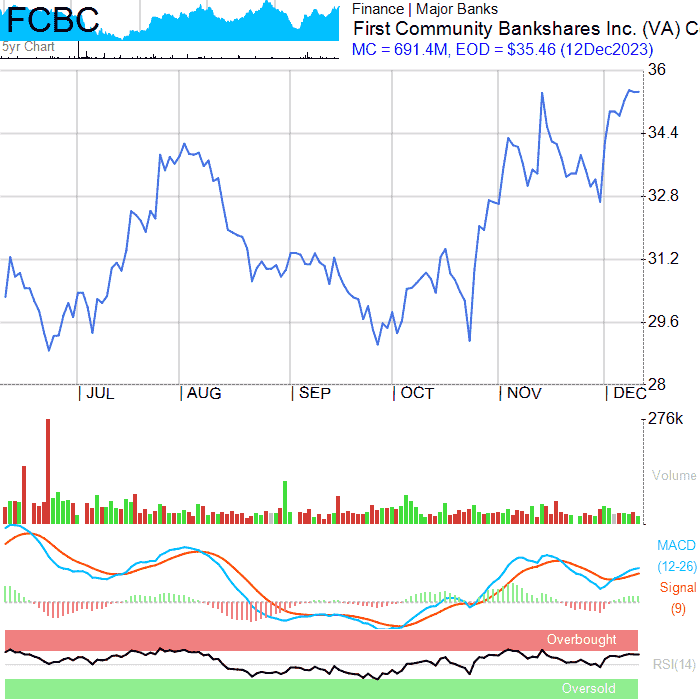 FCBC
5yr Chart
Finance | Major Banks
First Community Bankshares Inc. (VA) C
MC = 691.4M, EOD = $35.46 (12Dec2023)
36
34.4
32.8
31.2
29.6
28
| JUL | AUG | SEP | OCT | NOV | DEC
276k
Volume
MACD
(12-26)
Signal
(9)
Overbought
RSI(14)
Oversold